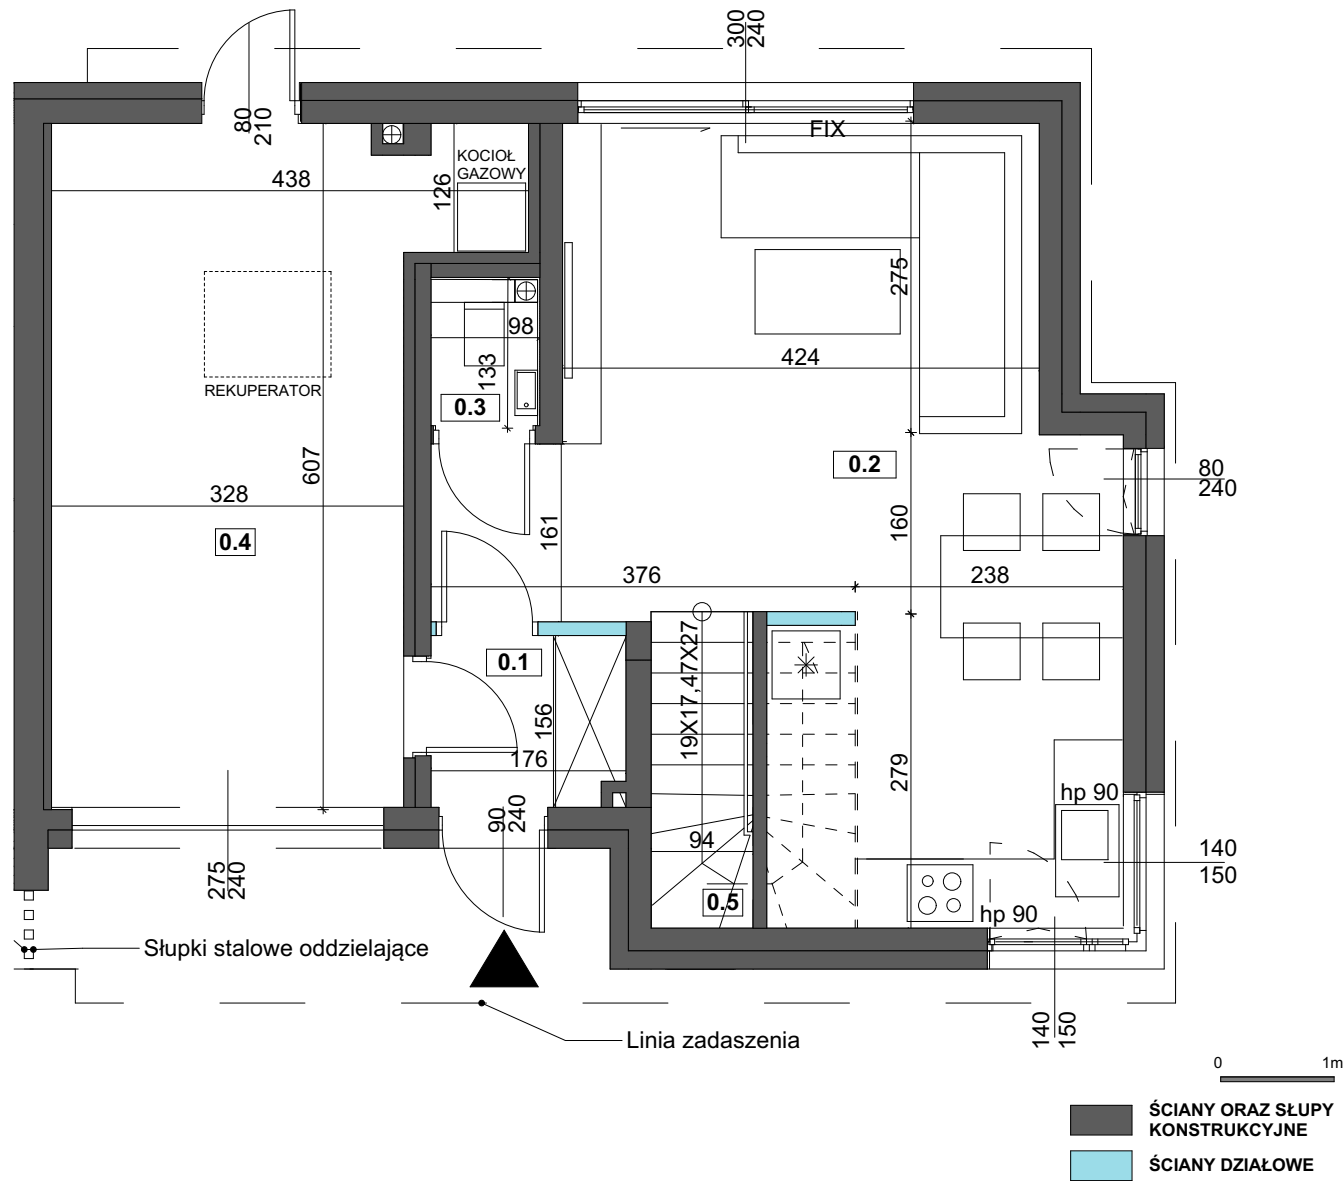 300
240
80
210
FIX
KOCIOŁ
GAZOWY
438
126
275
98
424
REKUPERATOR
133
0.3
0.2
607
80
240
328
161
160
0.4
376
238
0.1
19X17,47X27
156
176
279
hp 90
90
240
94
140
150
275
240
0.5
hp 90
Słupki stalowe oddzielające
140
150
Linia zadaszenia
0 1m
ŚCIANY ORAZ SŁUPY
KONSTRUKCYJNE
ŚCIANY DZIAŁOWE